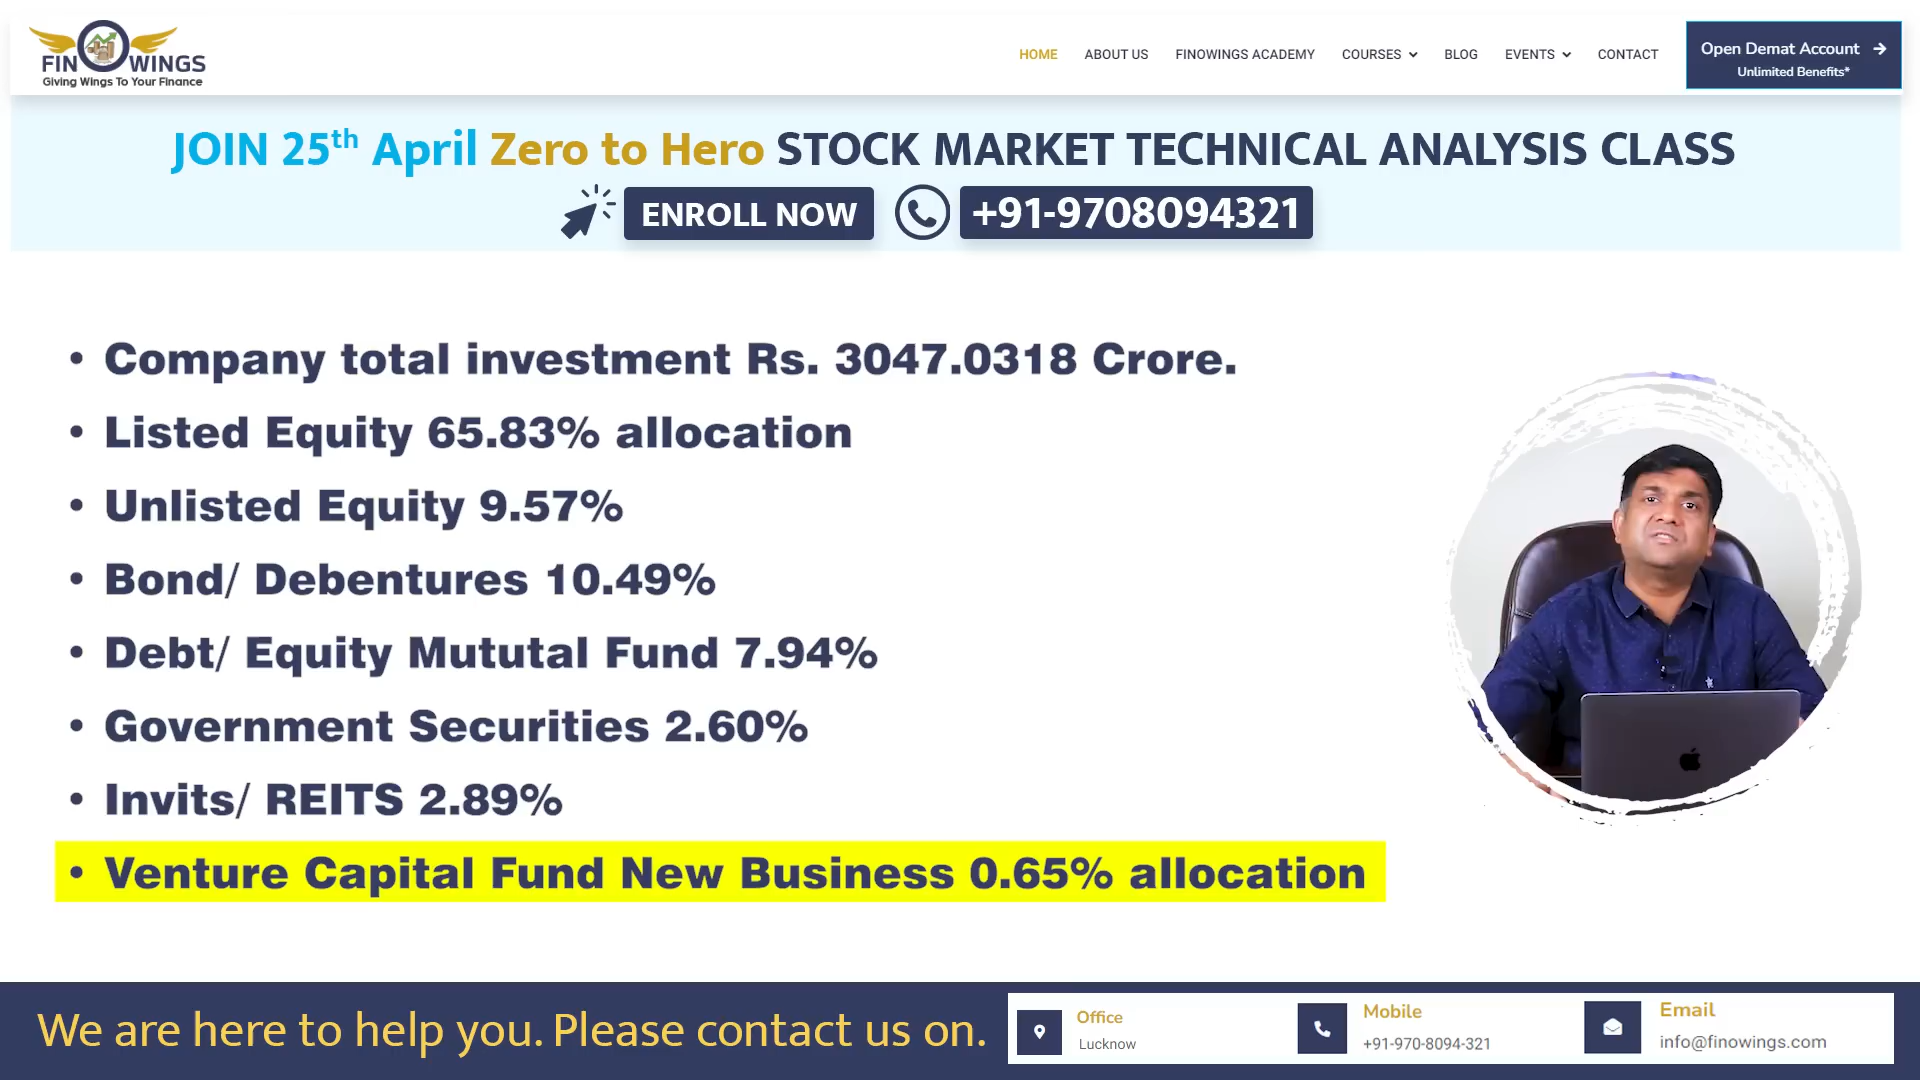 FINOWINGS
Giving Wings To Your Finance
HOME ABOUT US FINOWINGS ACADEMY COURSES BLOG EVENTS CONTACT
Open Demat Account
Unlimited Benefits*
JOIN 25th April Zero to Hero STOCK MARKET TECHNICAL ANALYSIS CLASS
ENROLL NOW +91-9708094321
• Company total investment Rs. 3047.0318 Crore.
• Listed Equity 65.83% allocation
• Unlisted Equity 9.57%
• Bond/ Debentures 10.49%
• Debt/ Equity Mututal Fund 7.94%
• Government Securities 2.60%
• Invits/ REITS 2.89%
• Venture Capital Fund New Business 0.65% allocation
We are here to help you. Please contact us on.
Office
Lucknow
Mobile
+91-970-8094-321
Email
info@finowings.com